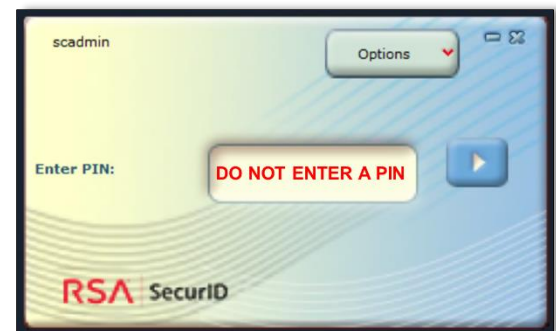 scadmin
Options
Enter PIN:
DO NOT ENTER A PIN
RSA SecurID